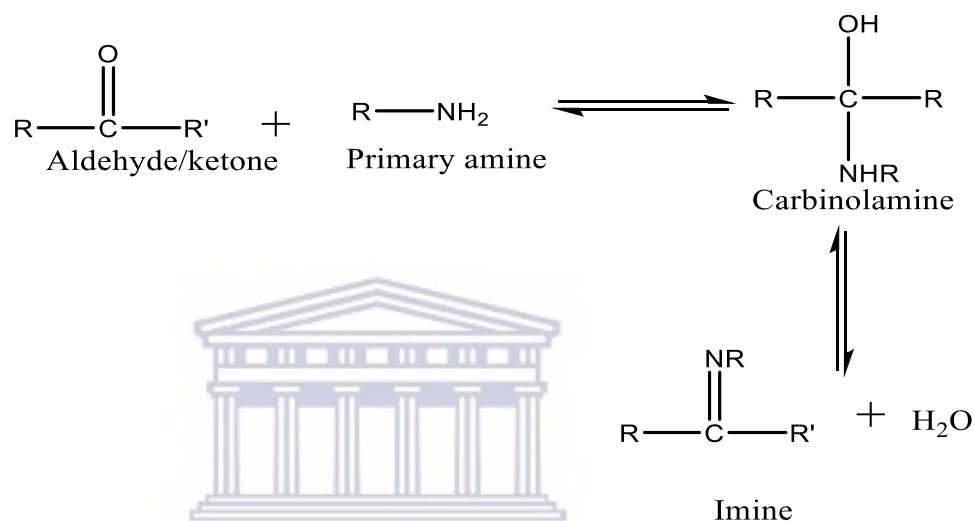 O
R C R'
Aldehyde/ketone
+
R NH₂
Primary amine
OH
R C R
NHR
Carbinolamine
NR
R C R'
+ H₂O
Imine